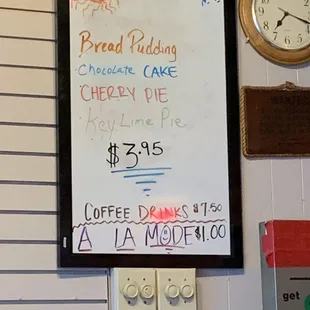 Bread Pudding
Chocolate CAKE
CHERRY PIE
Key Lime Pie
$3.95
COFFEE DRINKS $7.50
A LA MODE $1.00
get